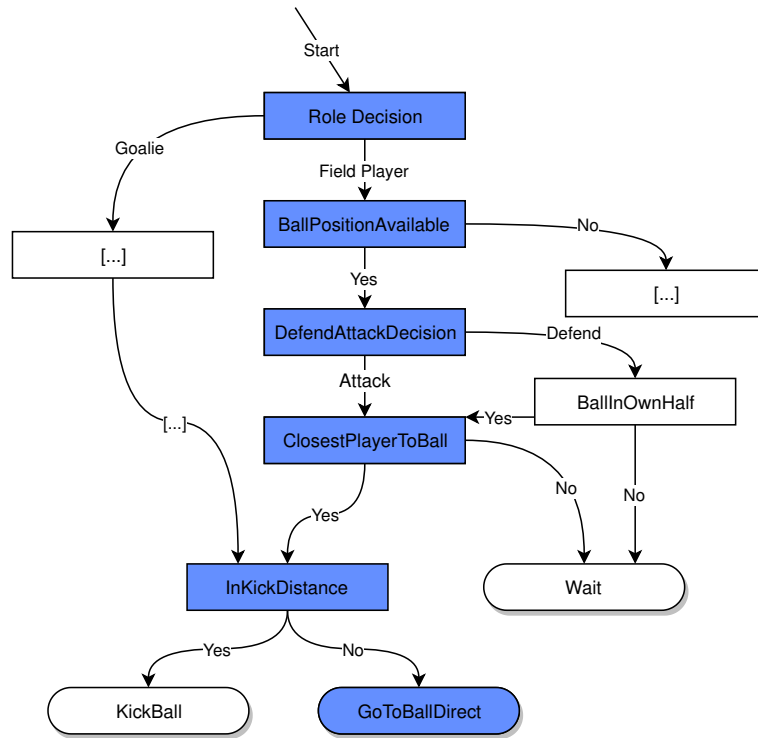 Start
Role Decision
Goalie
Field Player
BallPositionAvailable
No
[...]
[...]
Yes
DefendAttackDecision
Defend
Attack
BallInOwnHalf
Yes
[...]
ClosestPlayerToBall
No
No
Yes
InKickDistance
Wait
Yes
No
KickBall
GoToBallDirect